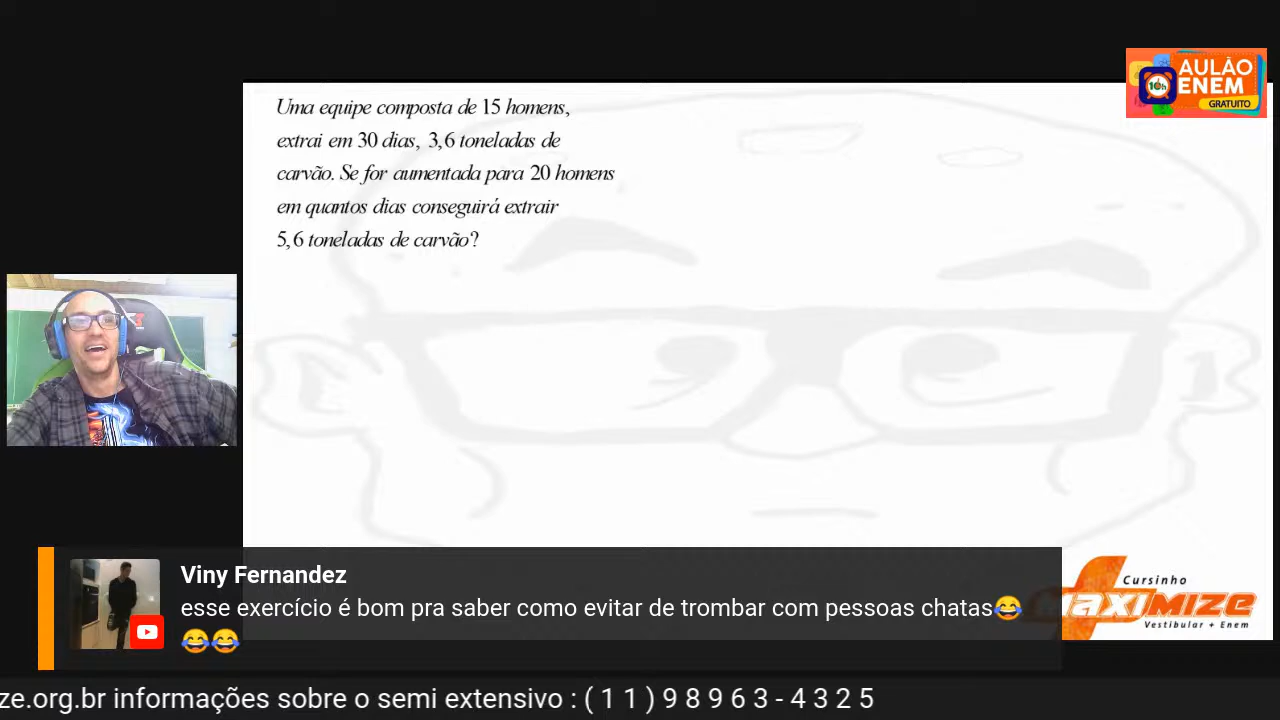 AULÃO
ENEM
GRATUITO
Uma equipe composta de 15 homens,
extrai em 30 dias, 3,6 toneladas de
carvão. Se for aumentada para 20 homens
em quantos dias conseguirá extrair
5,6 toneladas de carvão?
Viny Fernandez
esse exercício é bom pra saber como evitar de trombar com pessoas chatas😂
😂😂
Cursinho
MAXIMIZE
Vestibular + Enem
ze.org.br informações sobre o semi extensivo : ( 1 1 ) 9 8 9 6 3 - 4 3 2 5